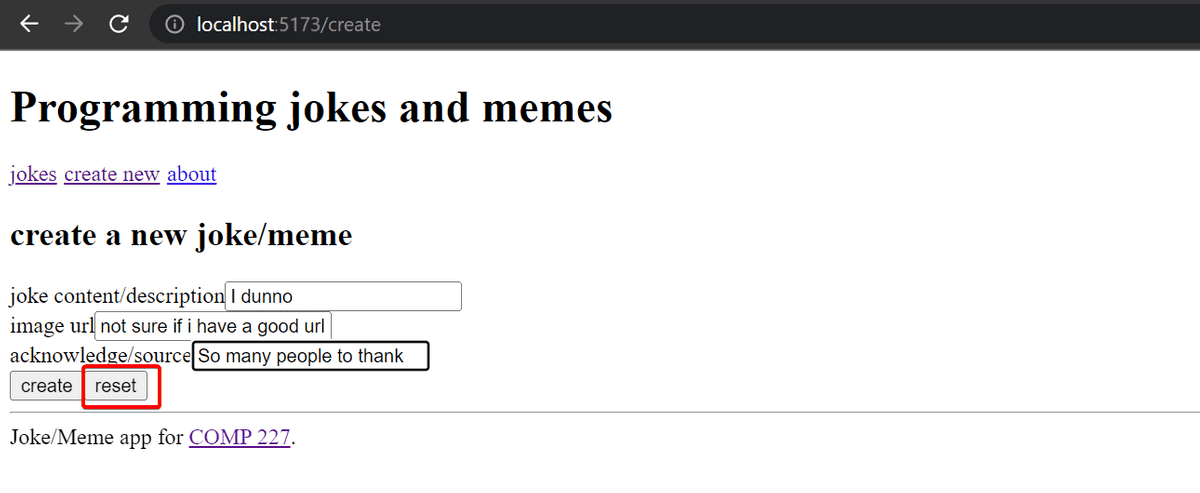 localhost:5173/create
Programming jokes and memes
jokes create new about
create a new joke/meme
joke content/description I dunno
image url not sure if i have a good url
acknowledge/source So many people to thank
create reset
Joke/Meme app for COMP 227.